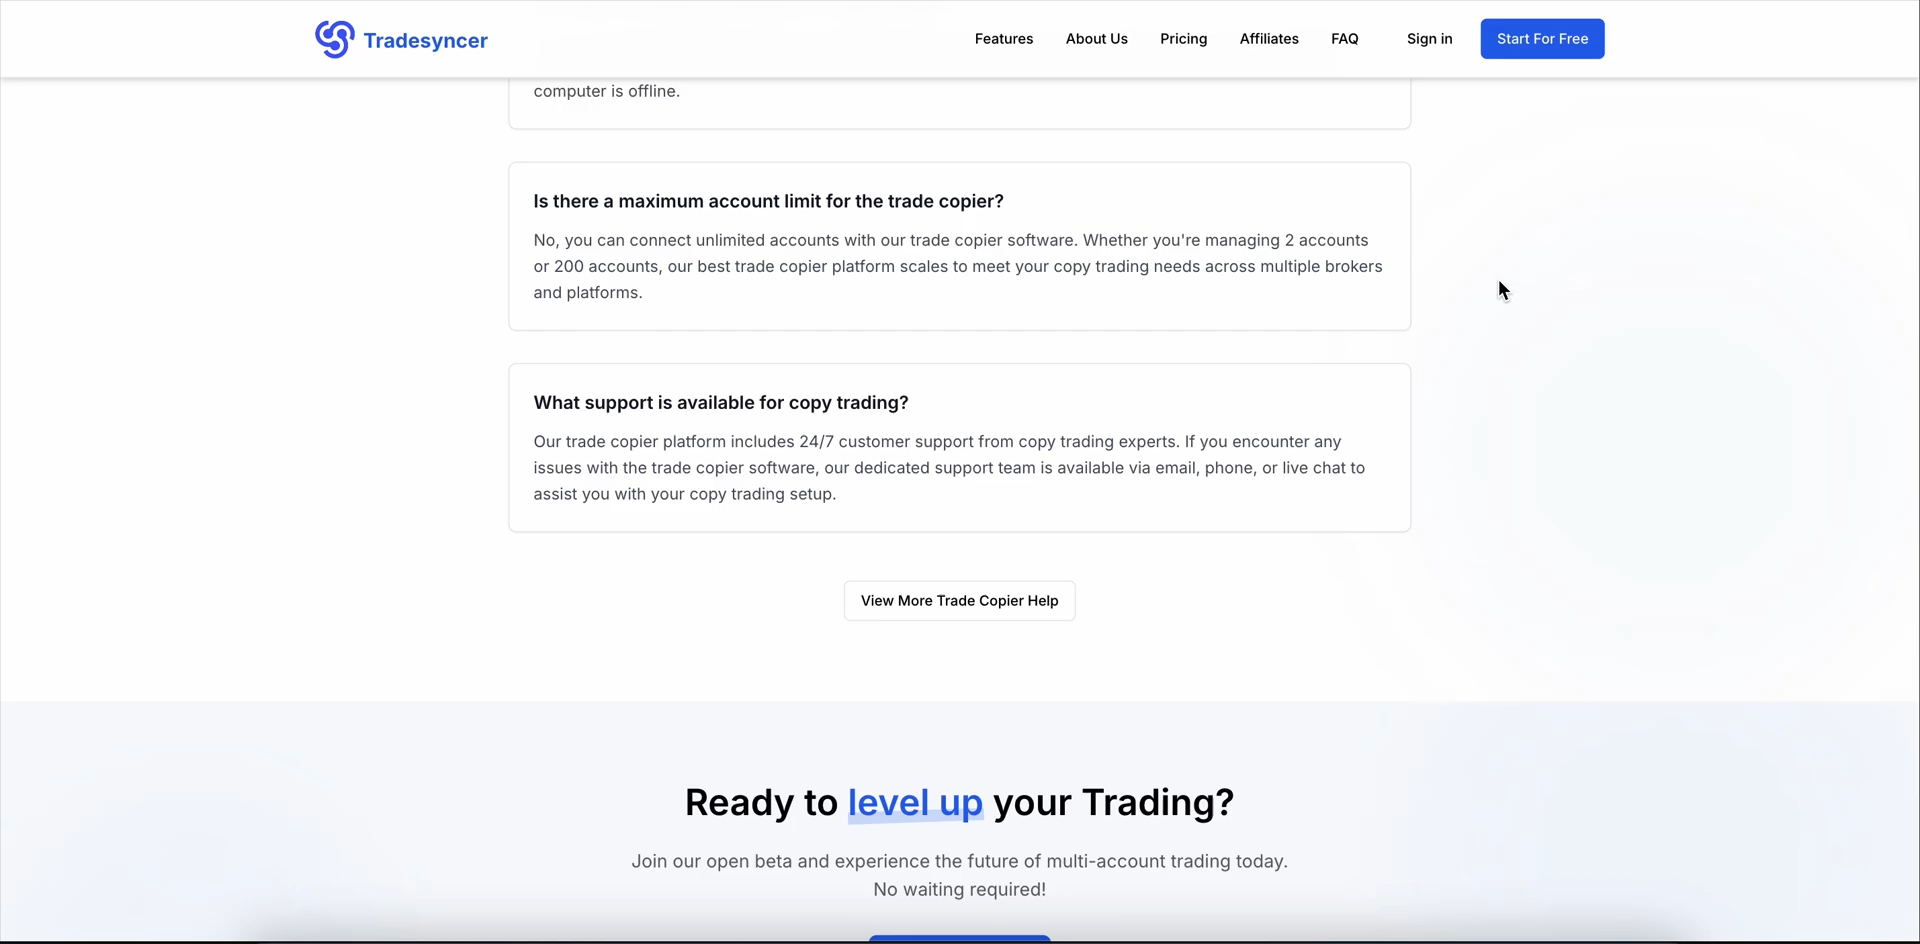 Tradesyncer
Features
About Us
Pricing
Affiliates
FAQ
Sign in
Start For Free
computer is offline.
Is there a maximum account limit for the trade copier?
No, you can connect unlimited accounts with our trade copier software. Whether you're managing 2 accounts
or 200 accounts, our best trade copier platform scales to meet your copy trading needs across multiple brokers
and platforms.
What support is available for copy trading?
Our trade copier platform includes 24/7 customer support from copy trading experts. If you encounter any
issues with the trade copier software, our dedicated support team is available via email, phone, or live chat to
assist you with your copy trading setup.
View More Trade Copier Help
Ready to level up your Trading?
Join our open beta and experience the future of multi-account trading today.
No waiting required!